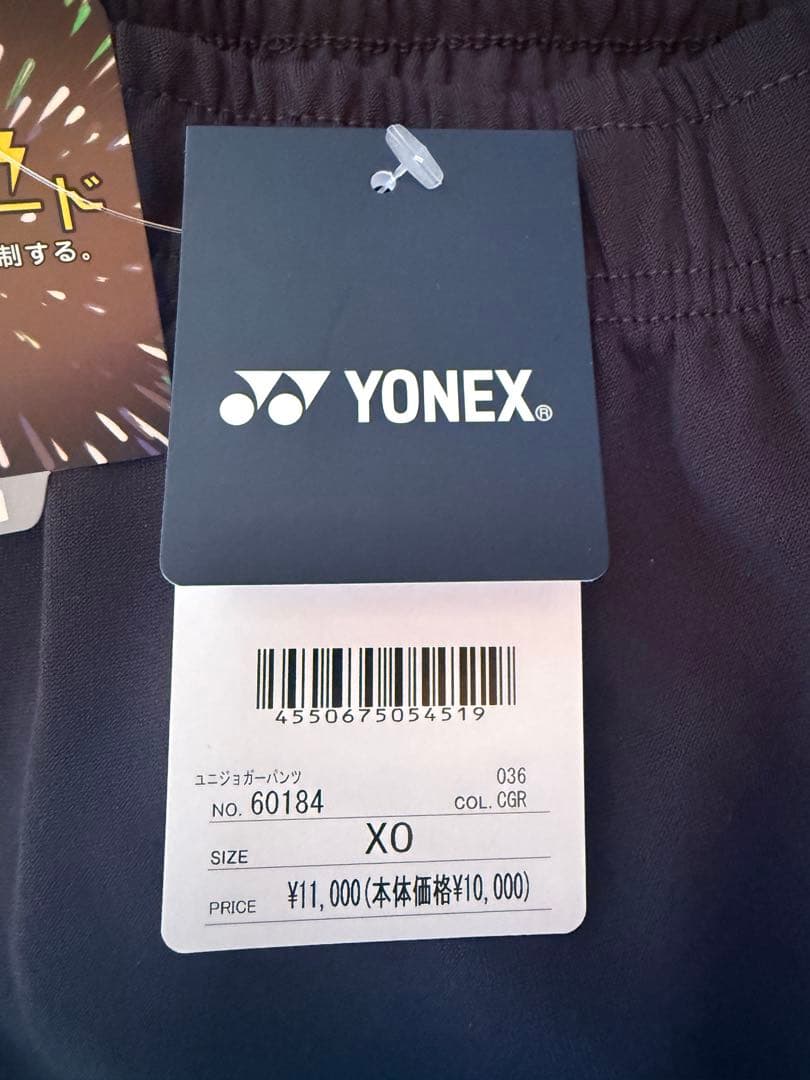 ード
制する。
YONEX®
4550675054519
ユニジョガーパンツ 036
NO. 60184 COL. CGR
SIZE XO
PRICE ¥11,000(本体価格¥10,000)